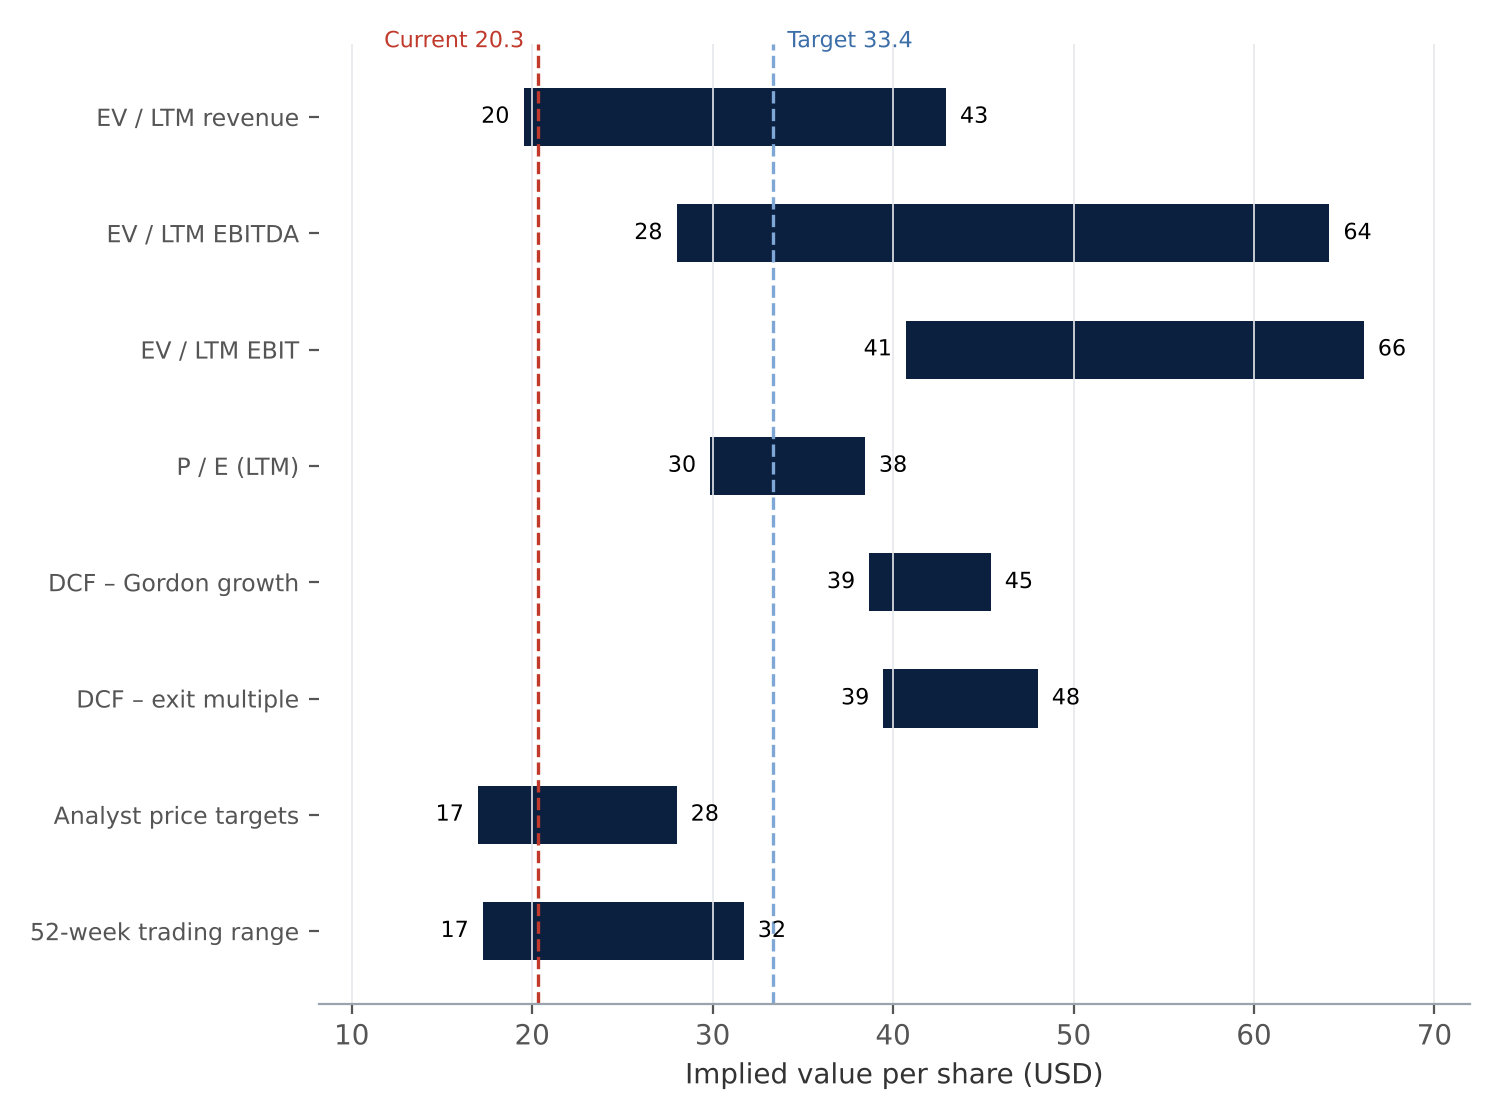 Current 20.3
Target 33.4
EV / LTM revenue
20
43
EV / LTM EBITDA
28
64
EV / LTM EBIT
41
66
P / E (LTM)
30
38
DCF – Gordon growth
39
45
DCF – exit multiple
39
48
Analyst price targets
17
28
52-week trading range
17
32
10 20 30 40 50 60 70
Implied value per share (USD)